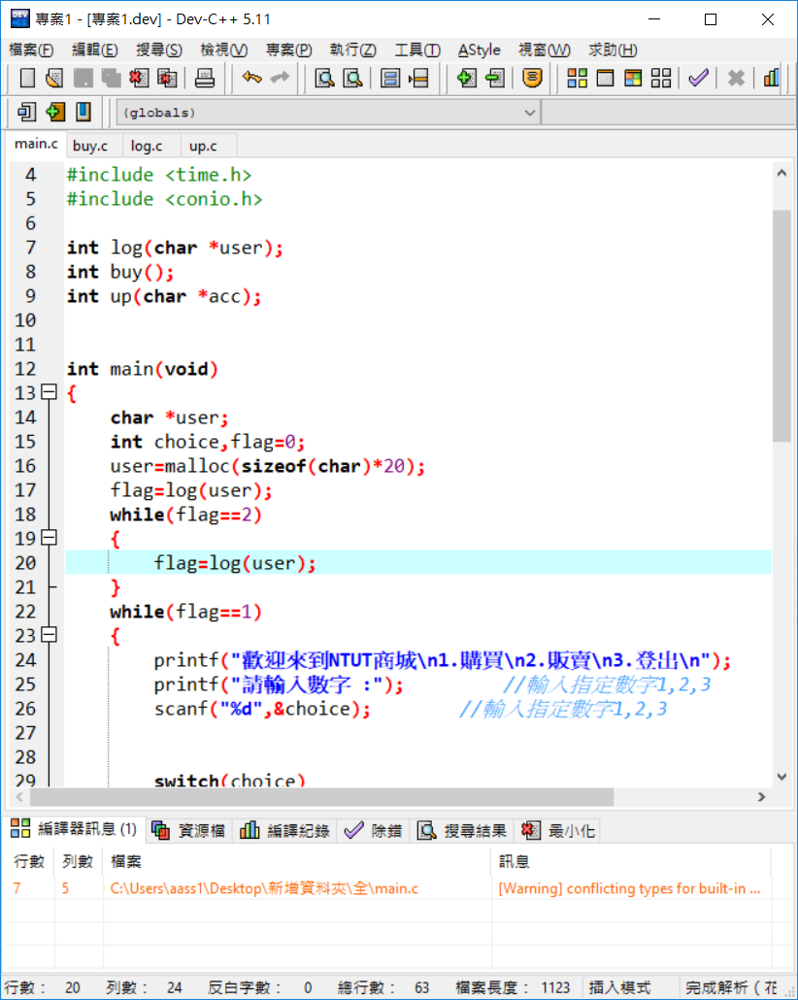 專案1 - [專案1.dev] - Dev-C++ 5.11
檔案(F) 編輯(E) 搜尋(S) 檢視(V) 專案(P) 執行(Z) 工具(T) AStyle 視窗(W) 求助(H)
(globals)
main.c buy.c log.c up.c
4 #include <time.h>
5 #include <conio.h>
6
7 int log(char *user);
8 int buy();
9 int up(char *acc);
10
11
12 int main(void)
13 {
14 char *user;
15 int choice,flag=0;
16 user=malloc(sizeof(char)*20);
17 flag=log(user);
18 while(flag==2)
19 {
20 flag=log(user);
21 }
22 while(flag==1)
23 {
24 printf("歡迎來到NTUT商城\n1.購買\n2.販賣\n3.登出\n");
25 printf("請輸入數字 :"); //輸入指定數字1,2,3
26 scanf("%d",&choice); //輸入指定數字1,2,3
27
28
29 switch(choice)
編譯器訊息 (1) 資源檔 編譯紀錄 除錯 搜尋結果 最小化
行數 列數 檔案 訊息
7 5 C:\Users\aass1\Desktop\新增資料夾\全\main.c [Warning] conflicting types for built-in ...
行數： 20 列數： 24 反白字數： 0 總行數： 63 檔案長度： 1123 插入模式 完成解析（花